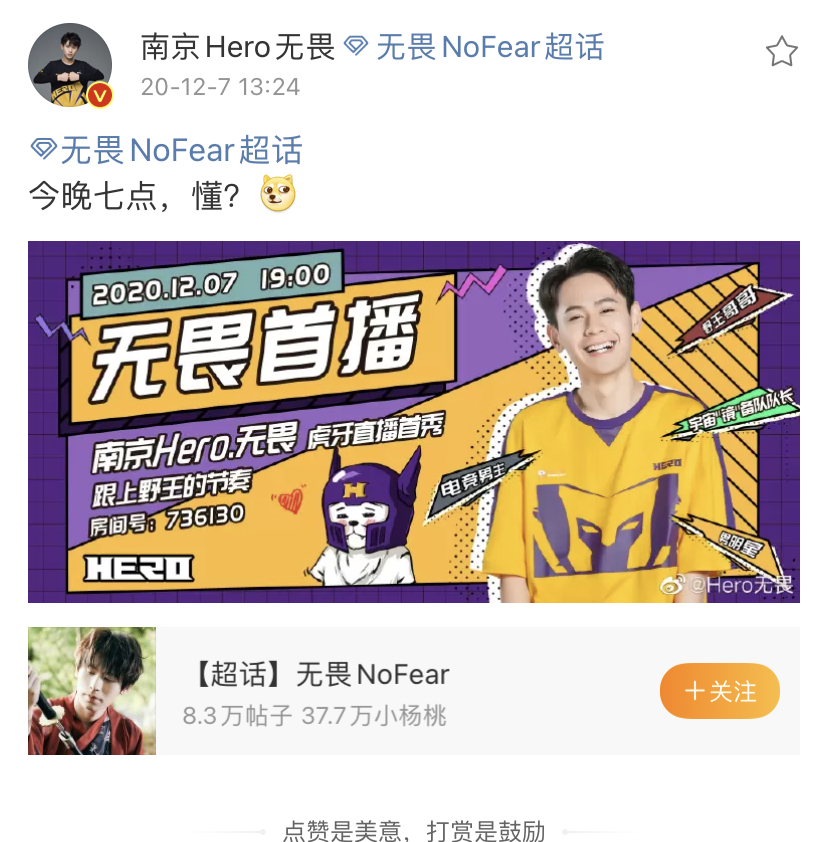 南京Hero无畏 无畏NoFear超话
20-12-7 13:24
无畏NoFear超话
今晚七点，懂？
2020.12.07 19:00
无畏首播
南京Hero.无畏 虎牙直播首秀
跟上野王的节奏
房间号：736130
HERO
H
HERO
野王哥哥
宇宙“镜”备队队长
电竞男主
男明星
@Hero无畏
【超话】无畏NoFear
8.3万帖子 37.7万小杨桃
+关注
点赞是美意，打赏是鼓励